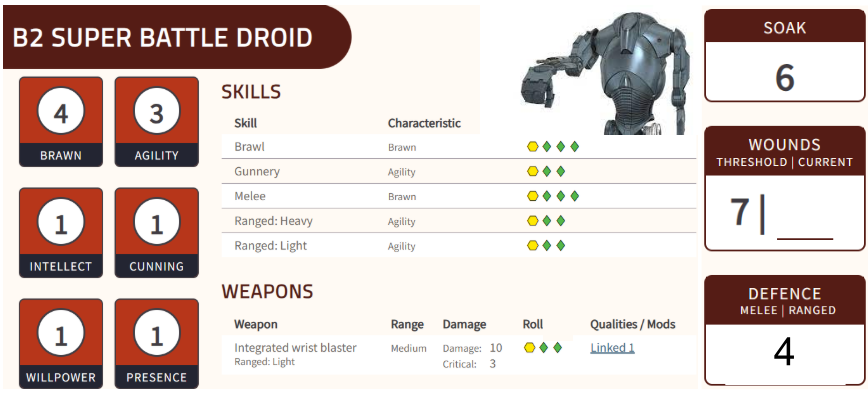 B2 SUPER BATTLE DROID
4
BRAWN
3
AGILITY
1
INTELLECT
1
CUNNING
1
WILLPOWER
1
PRESENCE
SKILLS
Skill Characteristic
Brawl Brawn
Gunnery Agility
Melee Brawn
Ranged: Heavy Agility
Ranged: Light Agility
WEAPONS
Weapon Range Damage Roll Qualities / Mods
Integrated wrist blaster Medium Damage: 10 Linked 1
Ranged: Light Critical: 3
SOAK
6
WOUNDS
THRESHOLD | CURRENT
7| ___
DEFENCE
MELEE | RANGED
4